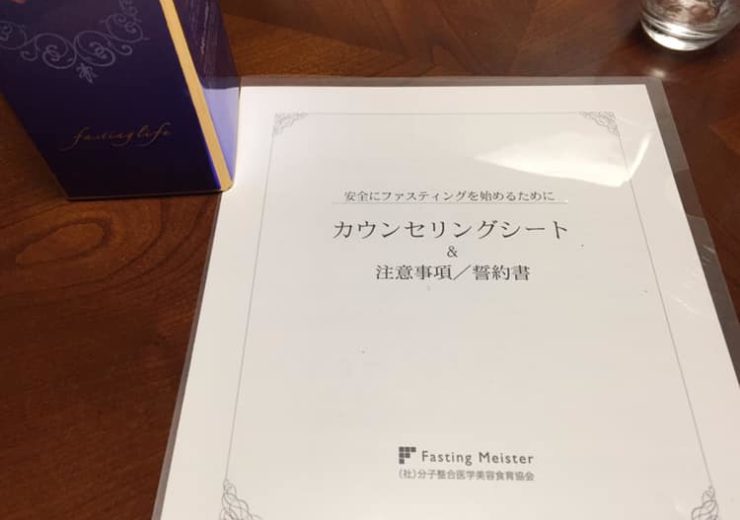 fasting life
安全にファスティングを始めるために
カウンセリングシート
&
注意事項／誓約書
Fasting Meister
(社)分子整合医学美容食育協会